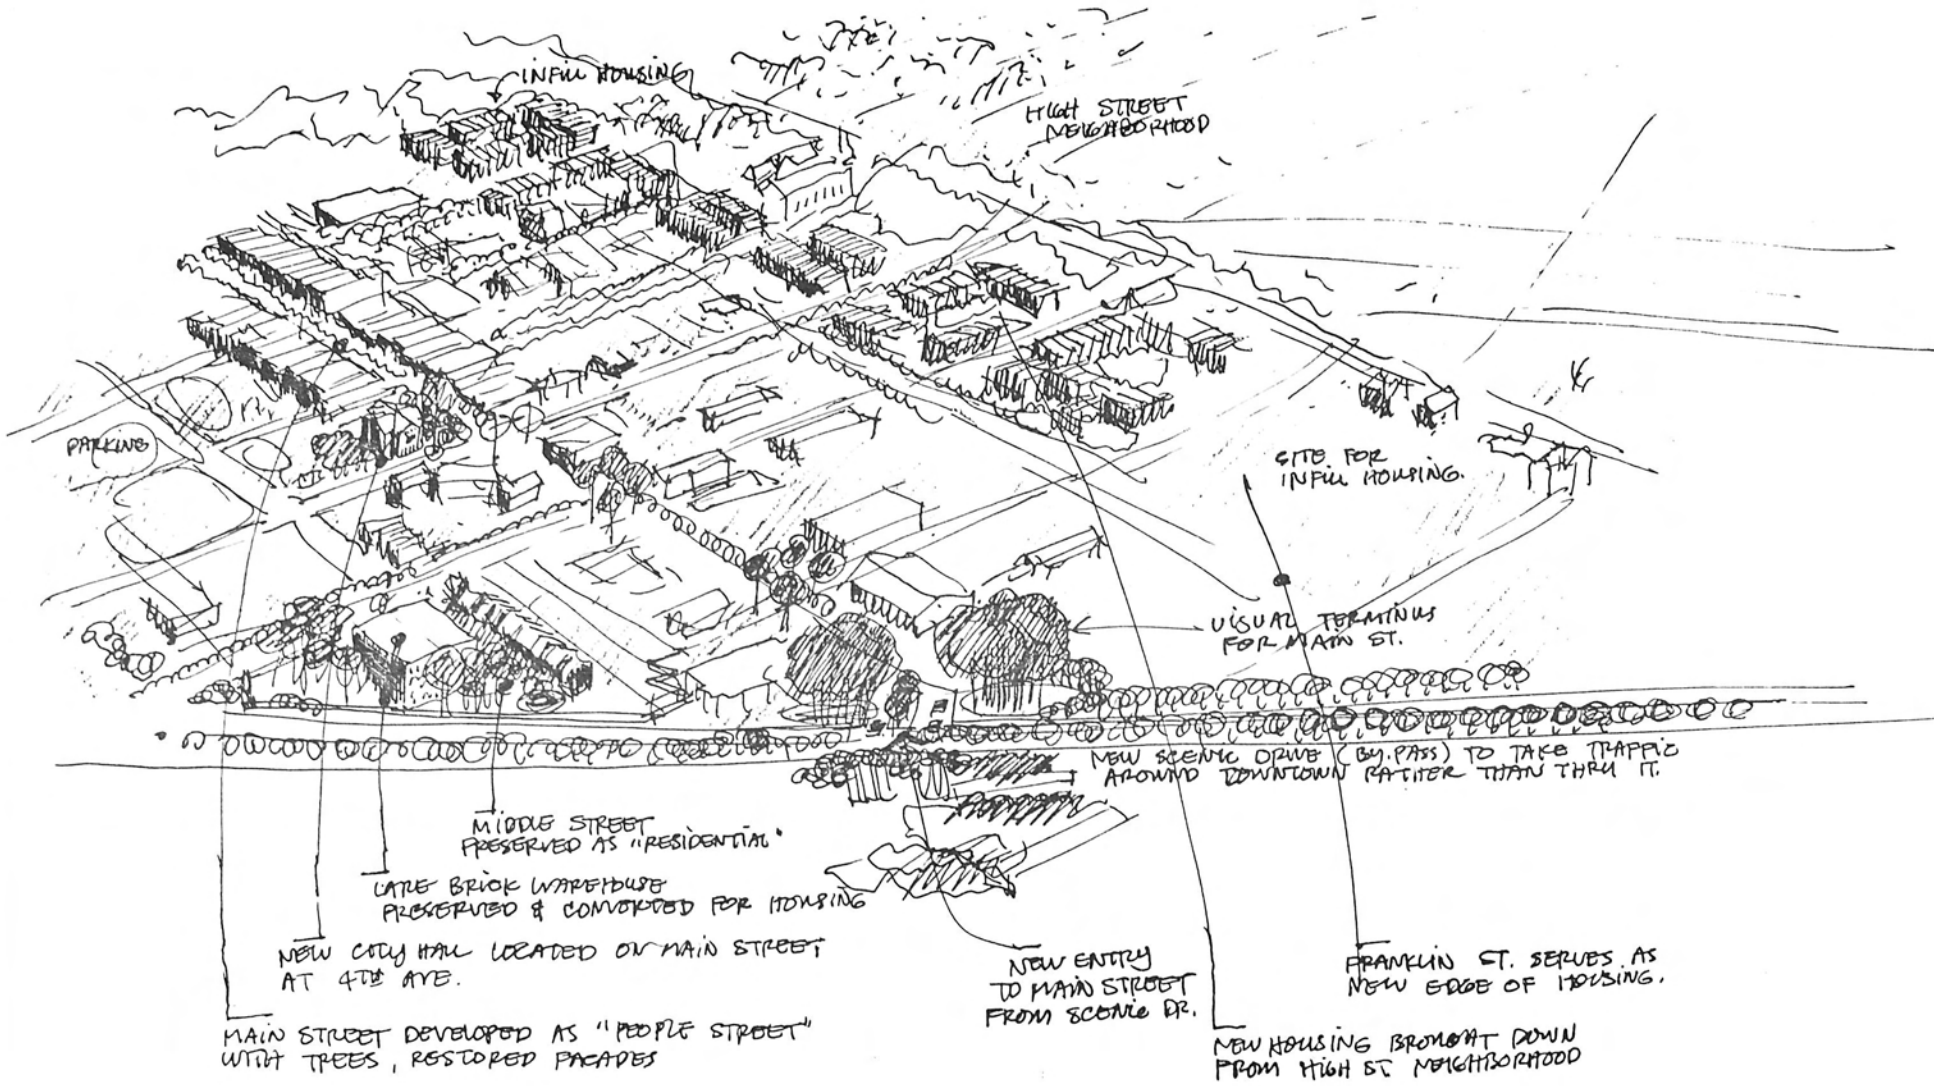 INFILL HOUSING
HIGH STREET
NEIGHBORHOOD
PARKING
SITE FOR
INFILL HOUSING.
VISUAL TERMINUS
FOR MAIN ST.
NEW SCENIC DRIVE (BY.PASS) TO TAKE TRAFFIC
AROUND DOWNTOWN RATHER THAN THRU IT.
MIDDLE STREET
PRESERVED AS "RESIDENTIAL"
BRICK WAREHOUSE
PRESERVED & CONVERTED FOR HOUSING
NEW CITY HALL LOCATED ON MAIN STREET
AT 4TH AVE.
MAIN STREET DEVELOPED AS "PEOPLE STREET"
WITH TREES, RESTORED FACADES
NEW ENTRY
TO MAIN STREET
FROM SCENIC DR.
FRANKLIN ST. SERVES AS
NEW EDGE OF HOUSING.
NEW HOUSING BROUGHT DOWN
FROM HIGH ST. NEIGHBORHOOD